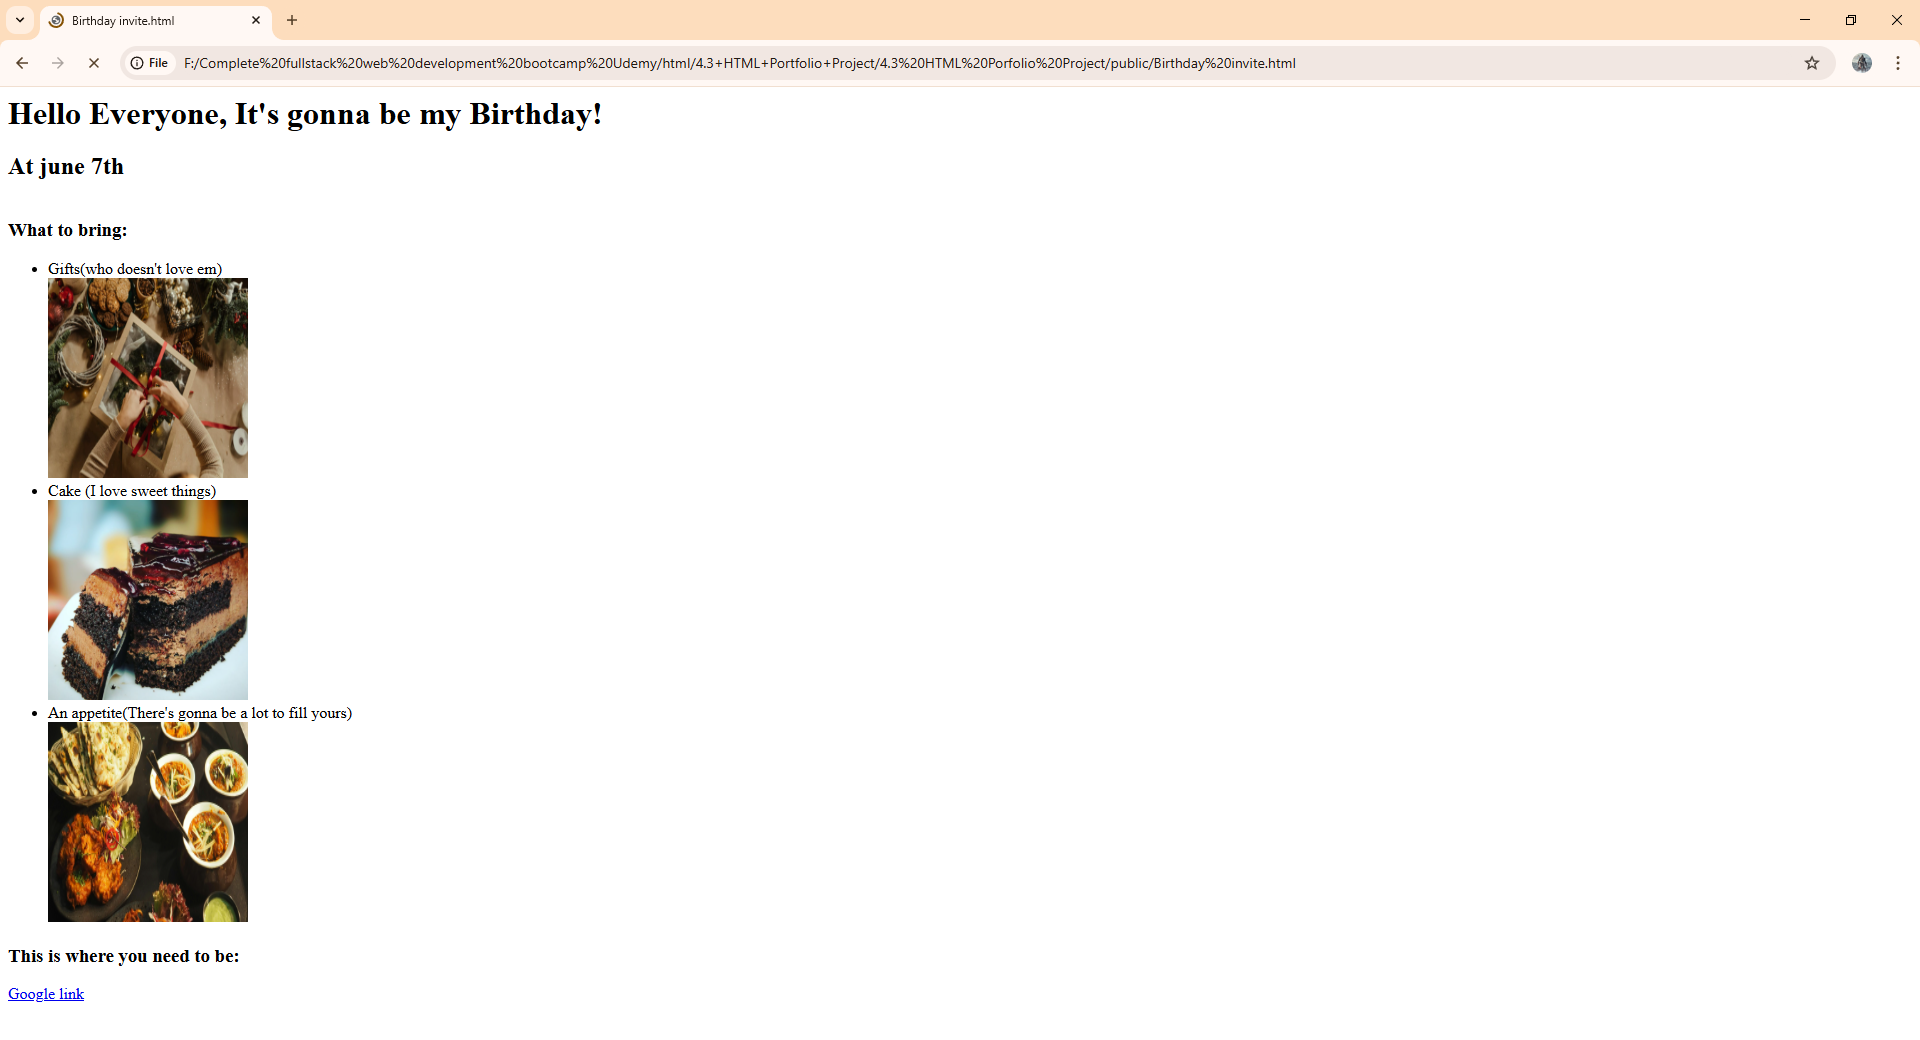 Birthday invite.html
File
F:/Complete%20fullstack%20web%20development%20bootcamp%20Udemy/html/4.3+HTML+Portfolio+Project/4.3%20HTML%20Porfolio%20Project/public/Birthday%20invite.html
Hello Everyone, It's gonna be my Birthday!
At june 7th
What to bring:
Gifts(who doesn't love em)
Cake (I love sweet things)
An appetite(There's gonna be a lot to fill yours)
This is where you need to be:
Google link